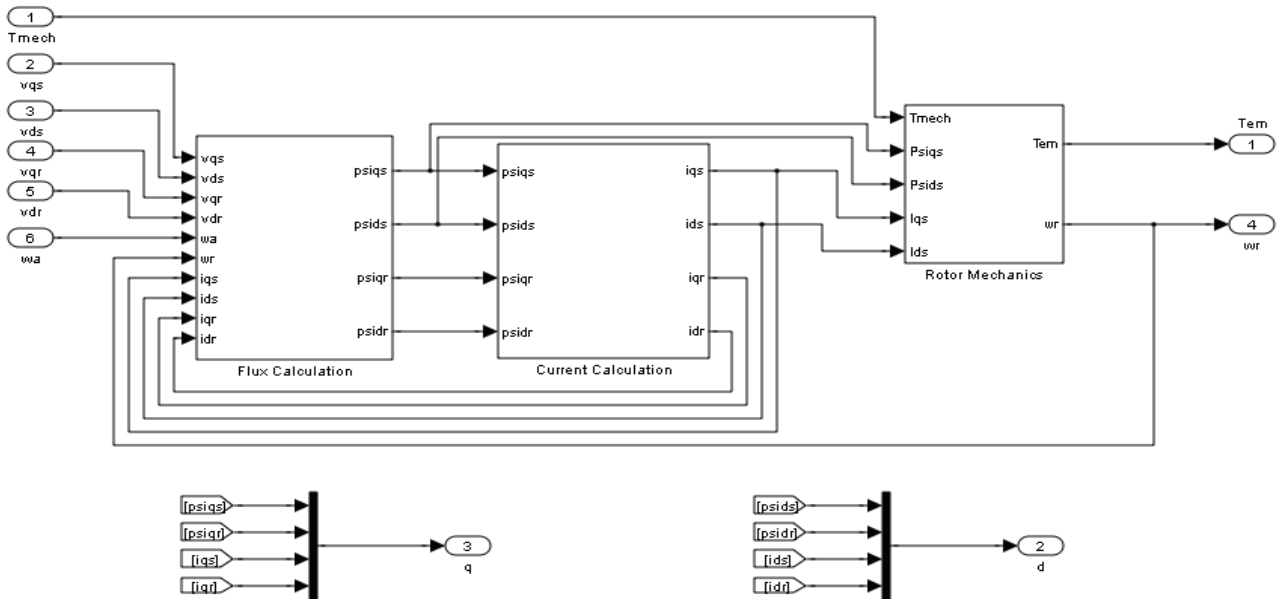 1
Tmech
2
vqs
3
vds
4
vqr
5
vdr
6
wa
vqs
vds
vqr
vdr
wa
wr
iqs
ids
iqr
idr
psiqs
psids
psiqr
psidr
Flux Calculation
psiqs
psids
psiqr
psidr
iqs
ids
iqr
idr
Current Calculation
Tmech
Psiqs
Psids
Iqs
Ids
Tem
wr
Rotor Mechanics
Tem
1
4
wr
[psiqs]
[psiqr]
[iqs]
[iqr]
3
q
[psids]
[psidr]
[ids]
[idr]
2
d